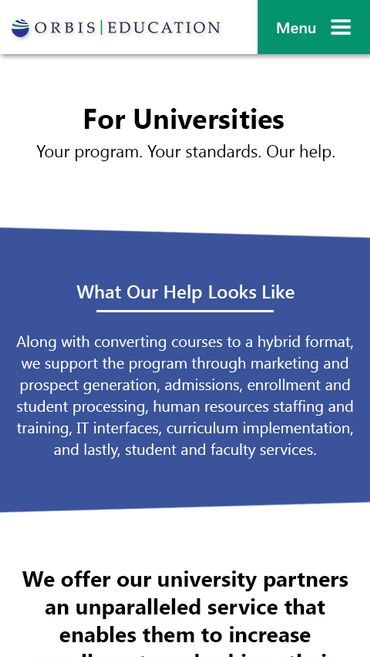 ORBIS|EDUCATION
Menu
For Universities
Your program. Your standards. Our help.
What Our Help Looks Like
Along with converting courses to a hybrid format,
we support the program through marketing and
prospect generation, admissions, enrollment and
student processing, human resources staffing and
training, IT interfaces, curriculum implementation,
and lastly, student and faculty services.
We offer our university partners
an unparalleled service that
enables them to increase